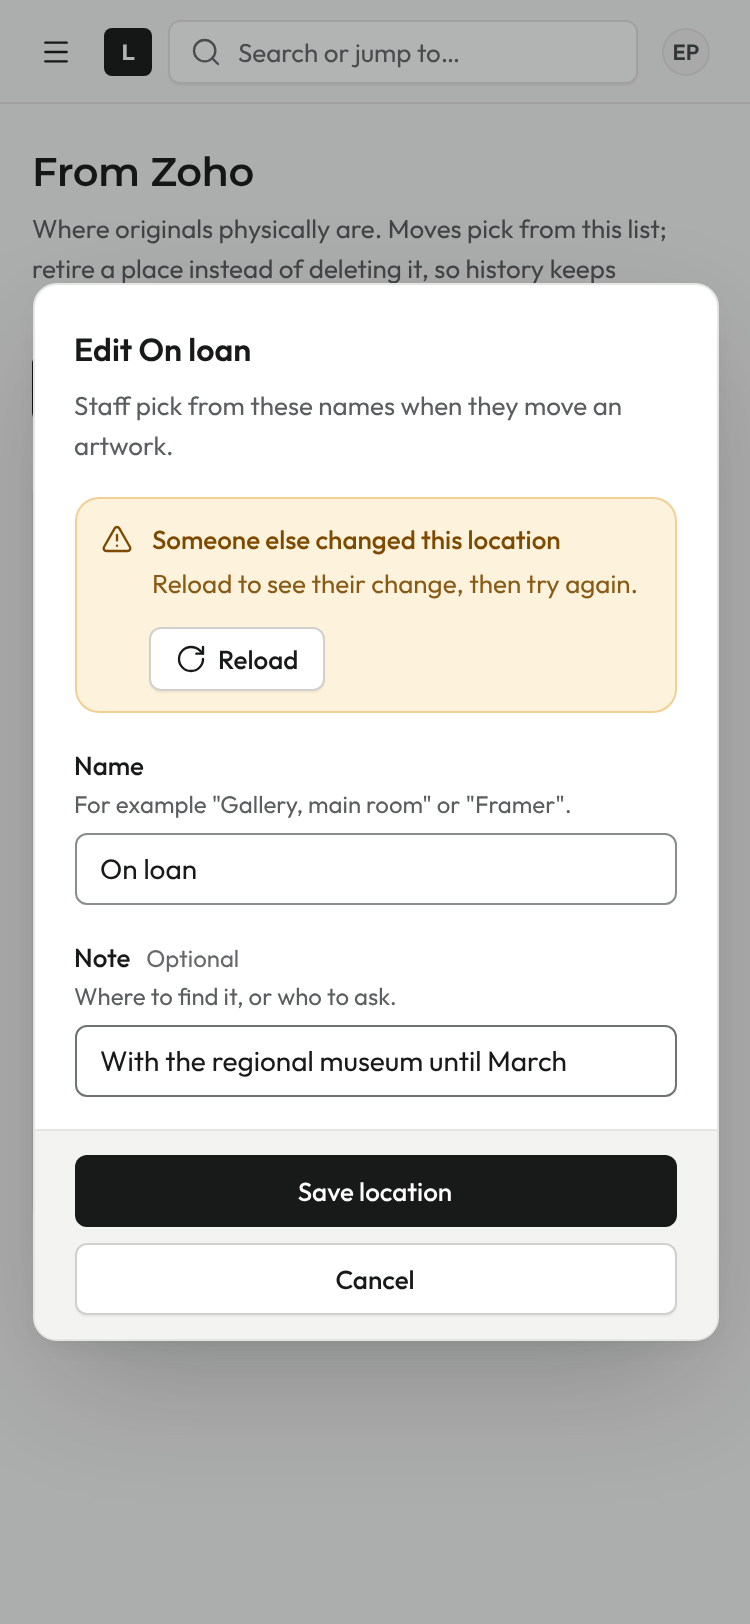 L
Search or jump to...
EP
From Zoho
Where originals physically are. Moves pick from this list;
retire a place instead of deleting it, so history keeps
Edit On loan
Staff pick from these names when they move an
artwork.
Someone else changed this location
Reload to see their change, then try again.
Reload
Name
For example "Gallery, main room" or "Framer".
On loan
Note Optional
Where to find it, or who to ask.
With the regional museum until March
Save location
Cancel